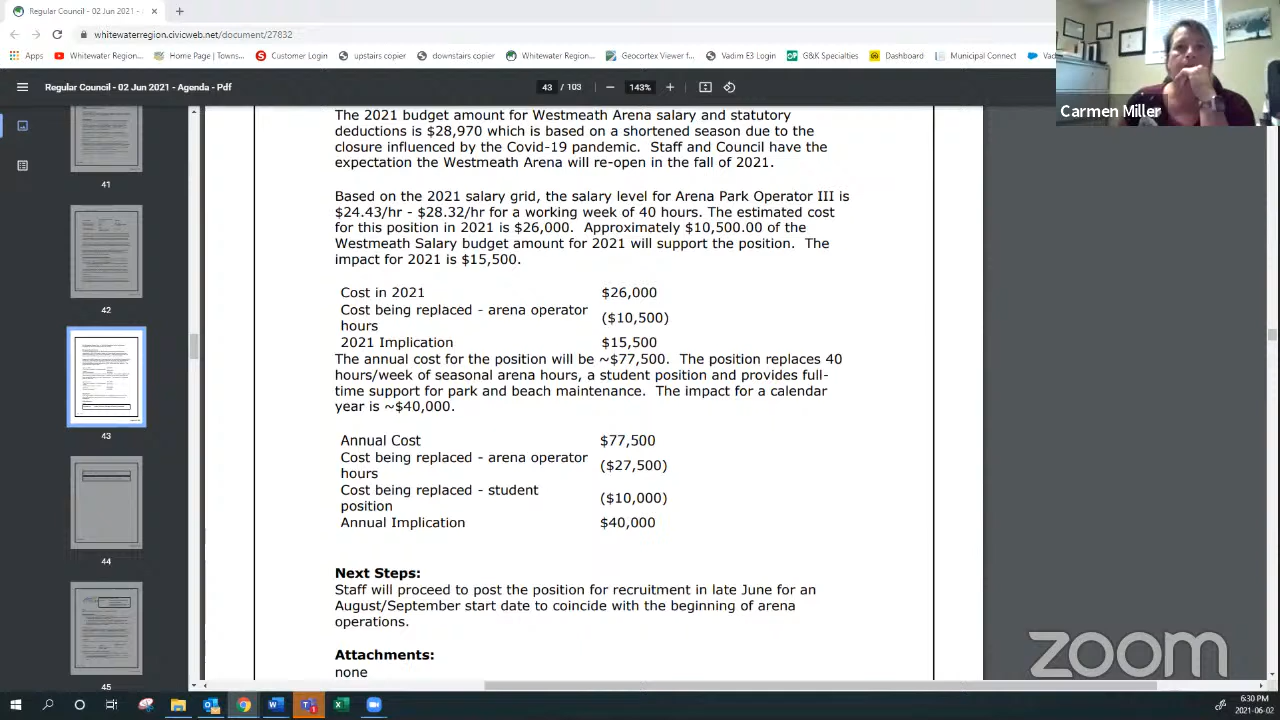 Regular Council - 02 Jun 2021 -
whitewaterregion.civicweb.net/document/27832
Apps
Whitewater Region...
Home Page | Towns...
Customer Login
upstairs copier
downstairs copier
Whitewater Region...
Geocortex Viewer f...
Vadim E3 Login
G&K Specialties
Dashboard
Municipal Connect
Vad
Carmen Miller
Regular Council - 02 Jun 2021 - Agenda - Pdf
43 / 103
143%
41
42
43
44
45
The 2021 budget amount for Westmeath Arena salary and statutory
deductions is $28,970 which is based on a shortened season due to the
closure influenced by the Covid-19 pandemic. Staff and Council have the
expectation the Westmeath Arena will re-open in the fall of 2021.
Based on the 2021 salary grid, the salary level for Arena Park Operator III is
$24.43/hr - $28.32/hr for a working week of 40 hours. The estimated cost
for this position in 2021 is $26,000. Approximately $10,500.00 of the
Westmeath Salary budget amount for 2021 will support the position. The
impact for 2021 is $15,500.
Cost in 2021 $26,000
Cost being replaced - arena operator
hours ($10,500)
2021 Implication $15,500
The annual cost for the position will be ~$77,500. The position replaces 40
hours/week of seasonal arena hours, a student position and provides full-
time support for park and beach maintenance. The impact for a calendar
year is ~$40,000.
Annual Cost $77,500
Cost being replaced - arena operator
hours ($27,500)
Cost being replaced - student
position ($10,000)
Annual Implication $40,000
Next Steps:
Staff will proceed to post the position for recruitment in late June for an
August/September start date to coincide with the beginning of arena
operations.
Attachments:
none
zoom
6:30 PM
2021-06-02